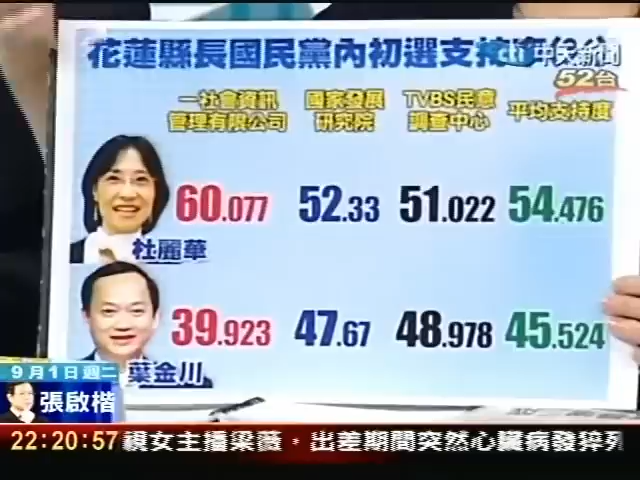 花蓮縣長國民黨內初選支持度(%)
中天新聞
52台
一社會資訊 國家發展 TVBS民意
管理有限公司 研究院 調查中心 平均支持度
60.077 52.33 51.022 54.476
杜麗華
39.923 47.67 48.978 45.524
葉金川
9月1日週二
張啟楷
22:20:57 視女主播梁薇,出差期間突然心臟病發猝死